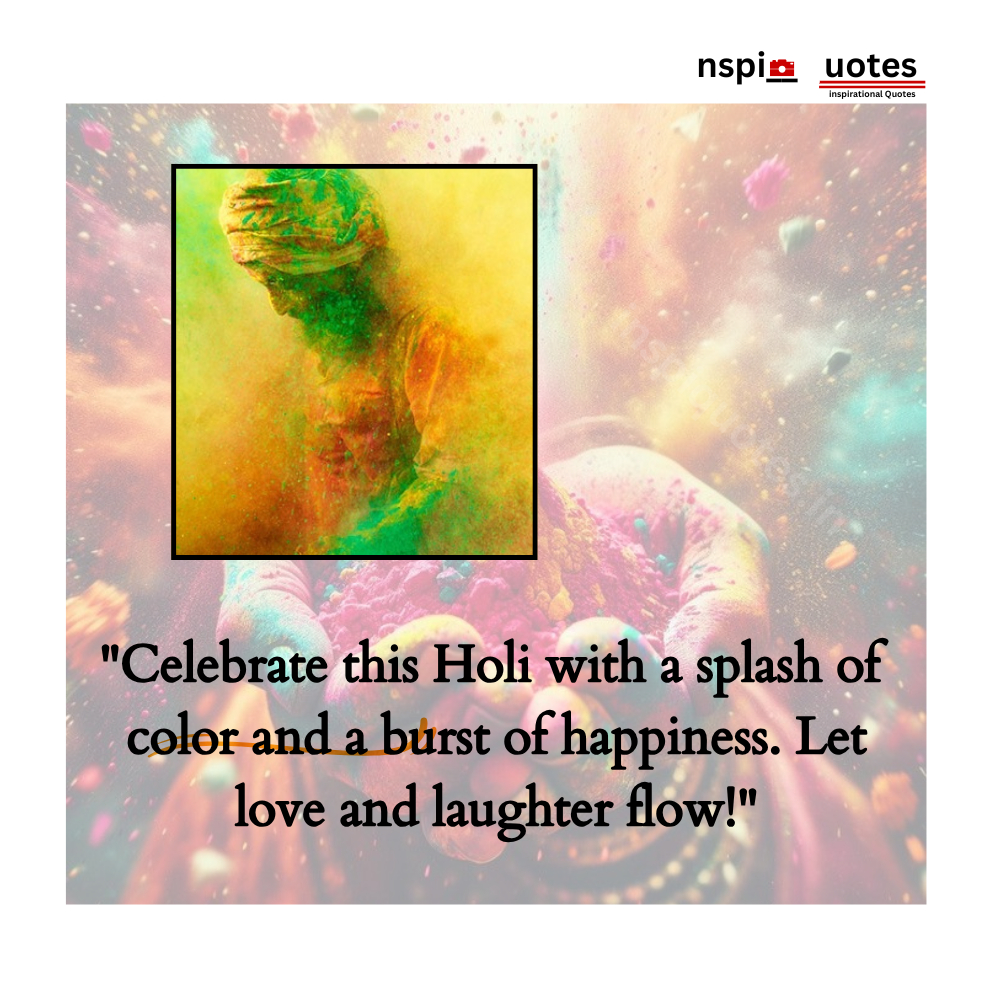 nspi uotes
inspirational Quotes
"Celebrate this Holi with a splash of
color and a burst of happiness. Let
love and laughter flow!"